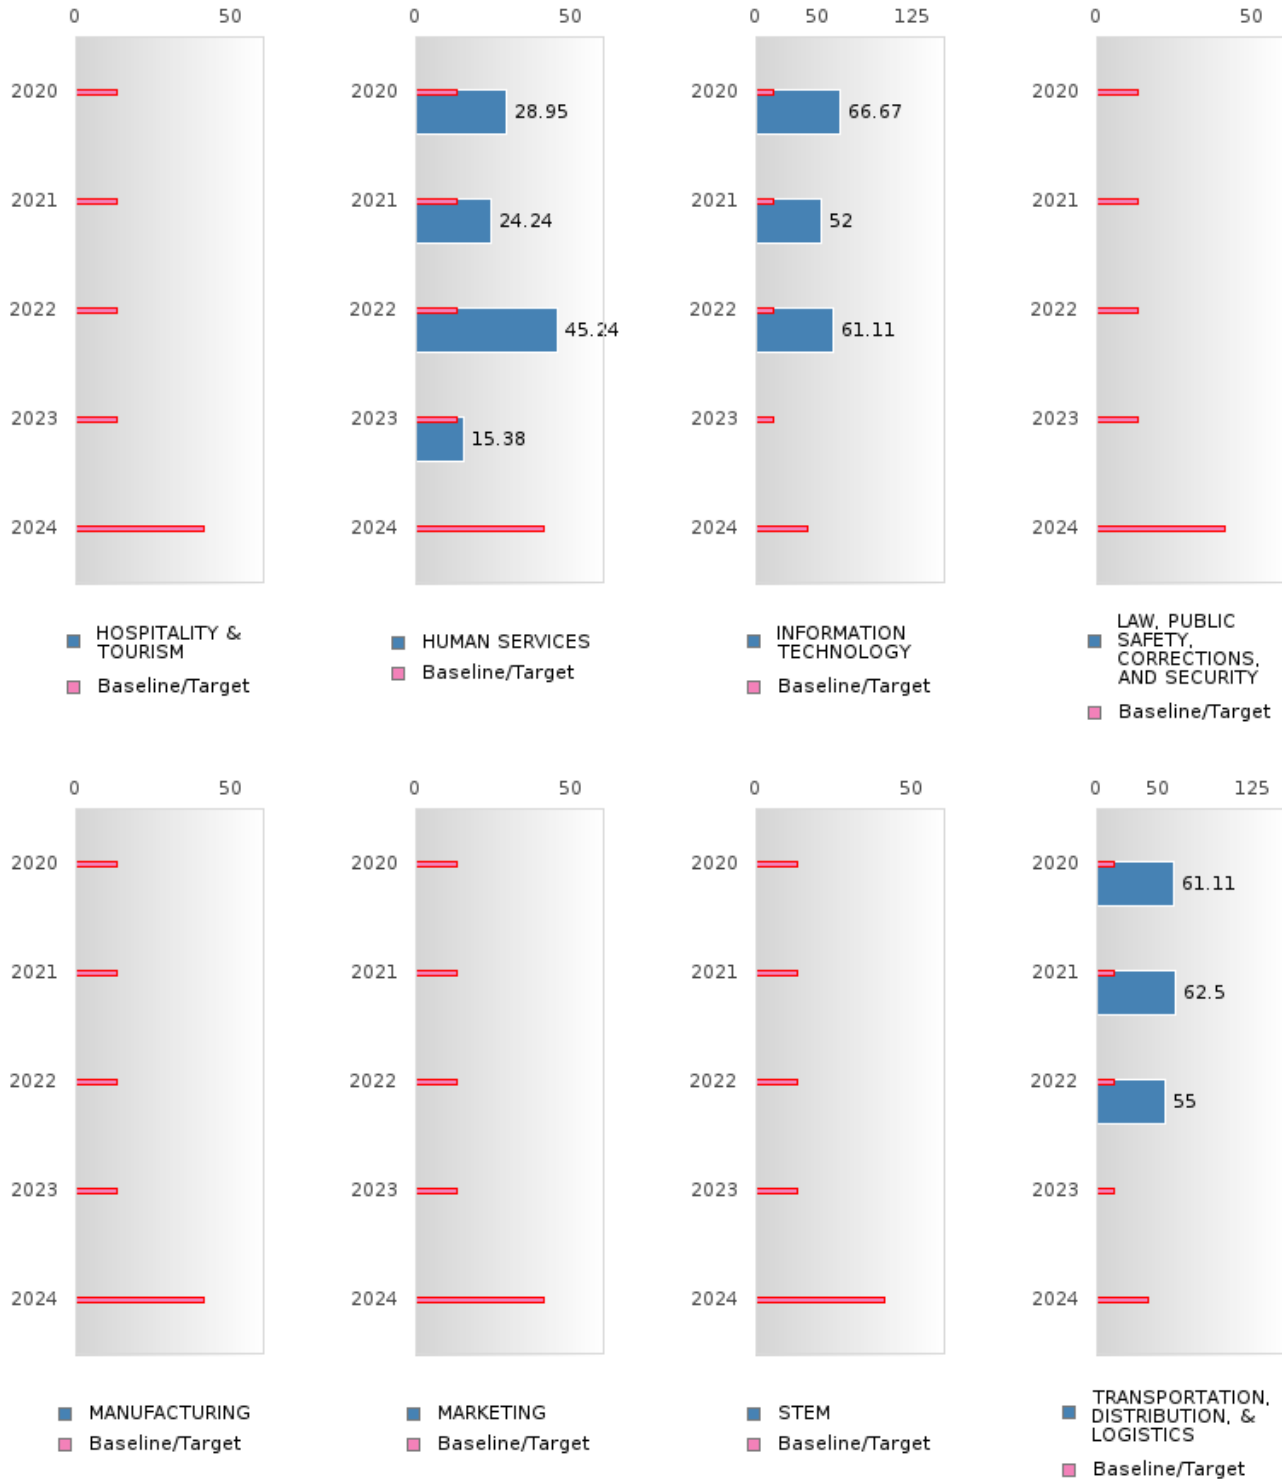 0 50
2020
2021
2022
2023
2024
HOSPITALITY &
TOURISM
Baseline/Target
0 50
2020
28.95
2021
24.24
2022
45.24
2023
15.38
2024
HUMAN SERVICES
Baseline/Target
0 50 125
2020
66.67
2021
52
2022
61.11
2023
2024
INFORMATION
TECHNOLOGY
Baseline/Target
0 50
2020
2021
2022
2023
2024
LAW, PUBLIC
SAFETY,
CORRECTIONS,
AND SECURITY
Baseline/Target
0 50
2020
2021
2022
2023
2024
MANUFACTURING
Baseline/Target
0 50
2020
2021
2022
2023
2024
MARKETING
Baseline/Target
0 50
2020
2021
2022
2023
2024
STEM
Baseline/Target
0 50 125
2020
61.11
2021
62.5
2022
55
2023
2024
TRANSPORTATION,
DISTRIBUTION, &
LOGISTICS
Baseline/Target